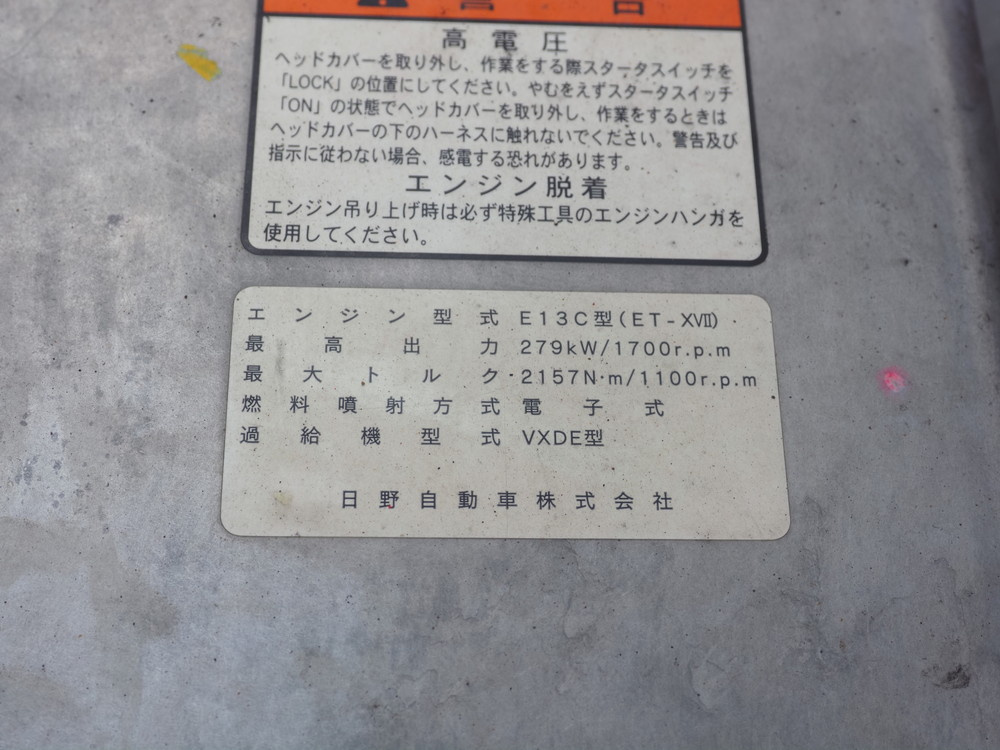 警告
高電圧
ヘッドカバーを取り外し、作業をする際スタータスイッチを
「LOCK」の位置にしてください。やむをえずスタータスイッチ
「ON」の状態でヘッドカバーを取り外し、作業をするときは
ヘッドカバーの下のハーネスに触れないでください。警告及び
指示に従わない場合、感電する恐れがあります。
エンジン脱着
エンジン吊り上げ時は必ず特殊工具のエンジンハンガを
使用してください。
エンジン型式 E13C型(ET-XVII)
最高出力 279kW/1700r.p.m
最大トルク 2157N·m/1100r.p.m
燃料噴射方式 電子式
過給機型式 VXDE型
日野自動車株式会社